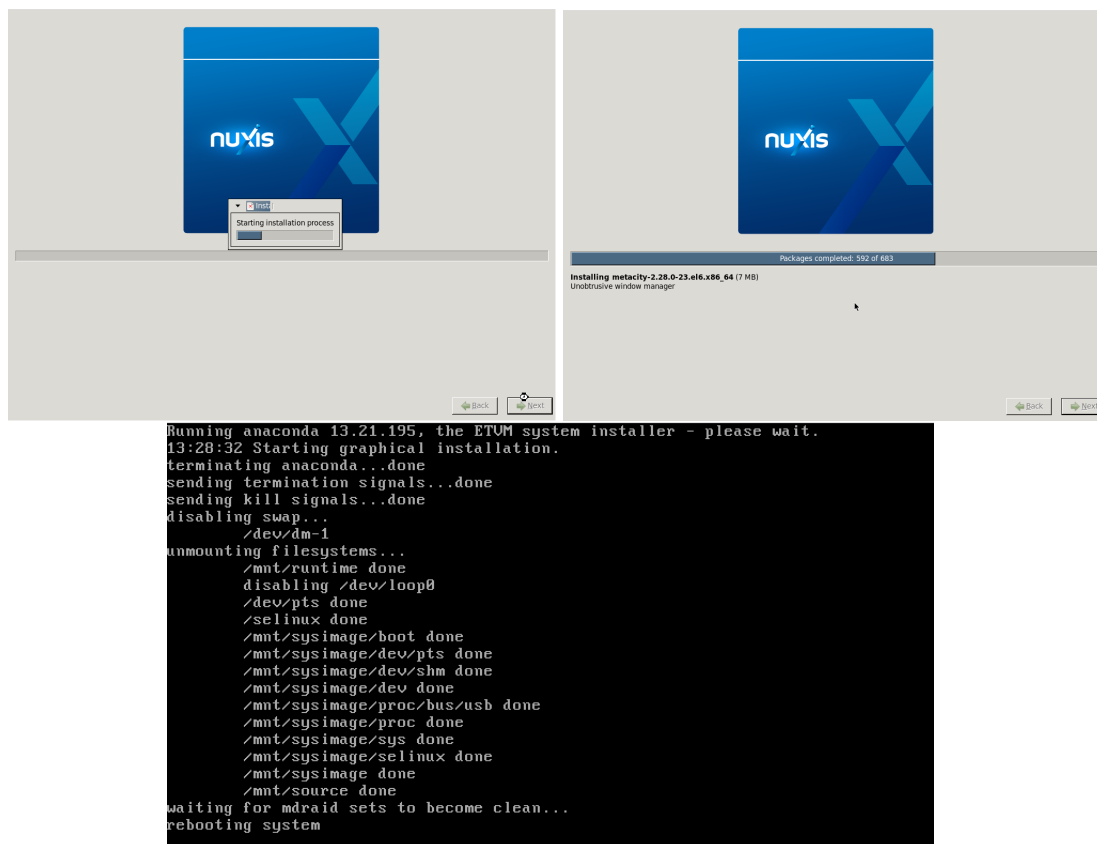 nuxis
Insta
Starting installation process
Back
Next
nuxis
Packages completed: 592 of 683
Installing metacity-2.28.0-23.el6.x86_64 (7 MB)
Unobtrusive window manager
Back
Next
Running anaconda 13.21.195, the ETVM system installer - please wait.
13:28:32 Starting graphical installation.
terminating anaconda...done
sending termination signals...done
sending kill signals...done
disabling swap...
/dev/dm-1
unmounting filesystems...
/mnt/runtime done
disabling /dev/loop0
/dev/pts done
/selinux done
/mnt/sysimage/boot done
/mnt/sysimage/dev/pts done
/mnt/sysimage/dev/shm done
/mnt/sysimage/dev done
/mnt/sysimage/proc/bus/usb done
/mnt/sysimage/proc done
/mnt/sysimage/sys done
/mnt/sysimage/selinux done
/mnt/sysimage done
/mnt/source done
waiting for mdraid sets to become clean...
rebooting system